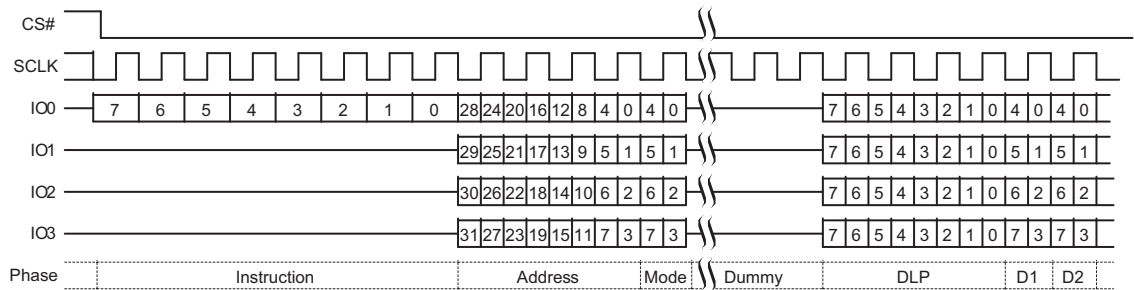 CS#
SCLK
IO0 7 6 5 4 3 2 1 0 28 24 20 16 12 8 4 0 4 0 7 6 5 4 3 2 1 0 4 0 4 0
IO1 29 25 21 17 13 9 5 1 5 1 7 6 5 4 3 2 1 0 5 1 5 1
IO2 30 26 22 18 14 10 6 2 6 2 7 6 5 4 3 2 1 0 6 2 6 2
IO3 31 27 23 19 15 11 7 3 7 3 7 6 5 4 3 2 1 0 7 3 7 3
Phase Instruction Address Mode Dummy DLP D1 D2